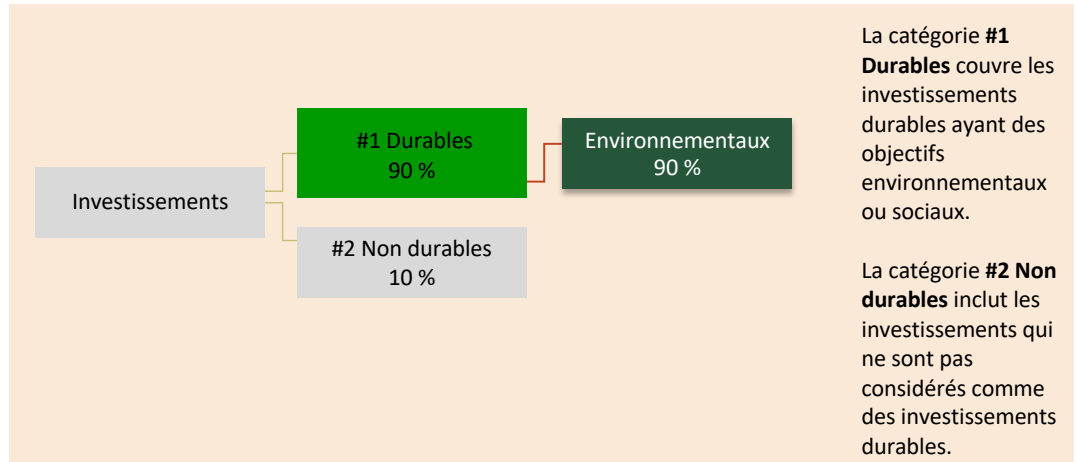 Investissements
#1 Durables
90 %
Environnementaux
90 %
#2 Non durables
10 %
La catégorie #1
Durables couvre les
investissements
durables ayant des
objectifs
environnementaux
ou sociaux.
La catégorie #2 Non
durables inclut les
investissements qui
ne sont pas
considérés comme
des investissements
durables.